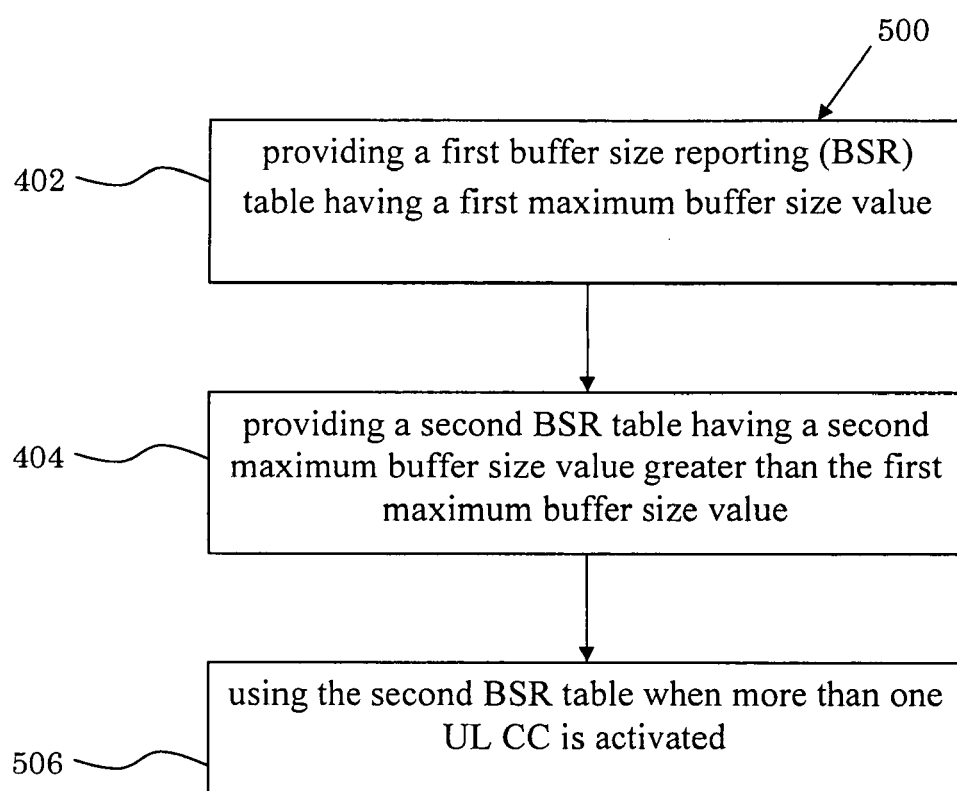 500
402
providing a first buffer size reporting (BSR)
table having a first maximum buffer size value
404
providing a second BSR table having a second
maximum buffer size value greater than the first
maximum buffer size value
506
using the second BSR table when more than one
UL CC is activated